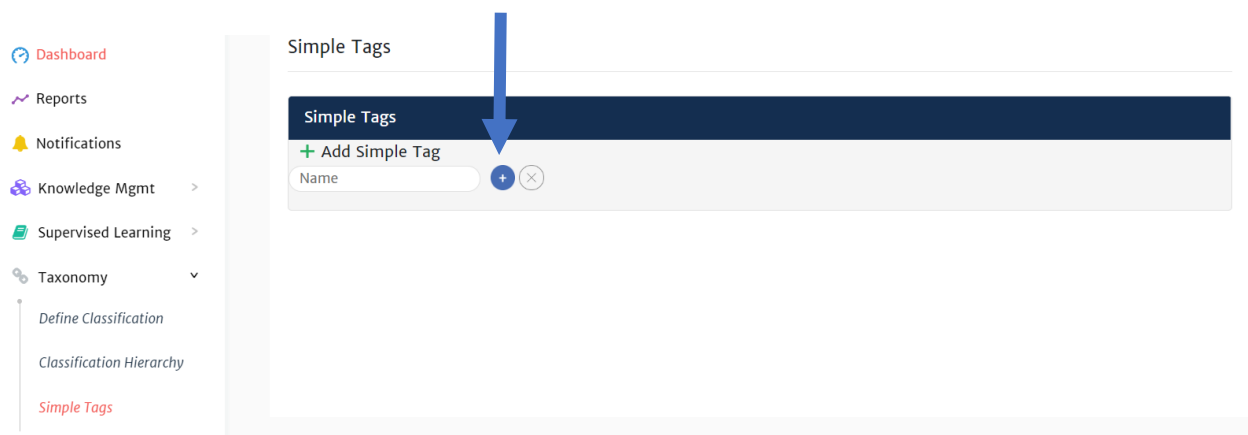 Dashboard
Reports
Notifications
Knowledge Mgmt
Supervised Learning
Taxonomy
Define Classification
Classification Hierarchy
Simple Tags
Simple Tags
Simple Tags
+ Add Simple Tag
Name